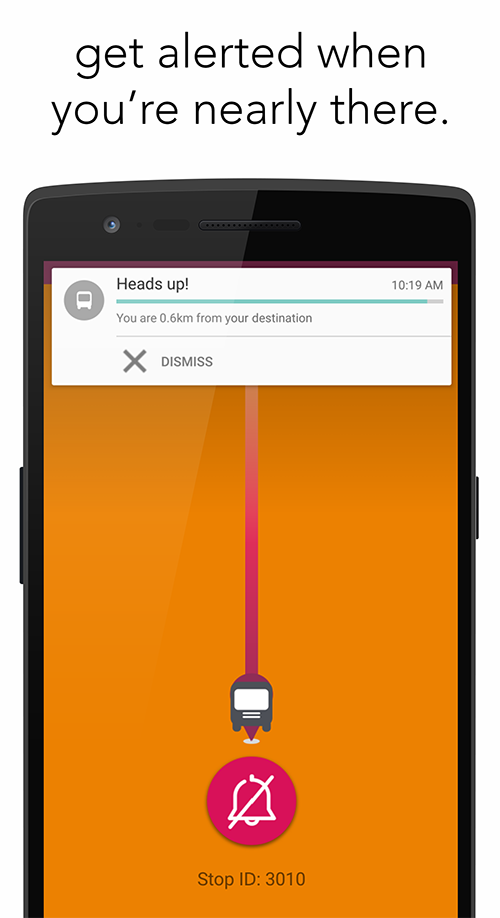 get alerted when
you're nearly there.
Heads up! 10:19 AM
You are 0.6km from your destination
DISMISS
Stop ID: 3010